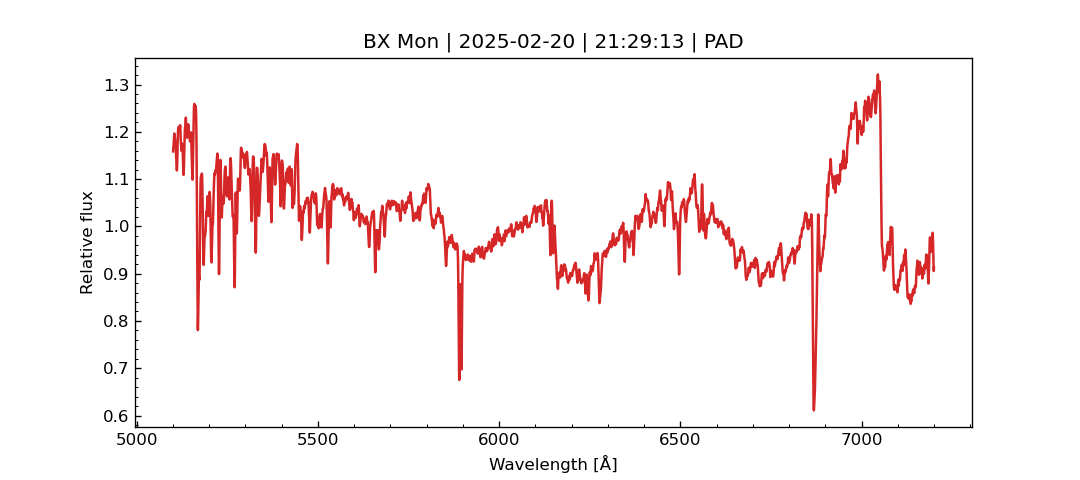 BX Mon | 2025-02-20 | 21:29:13 | PAD
1.3
1.2
1.1
1.0
0.9
0.8
0.7
0.6
Relative flux
5000 5500 6000 6500 7000
Wavelength [Å]